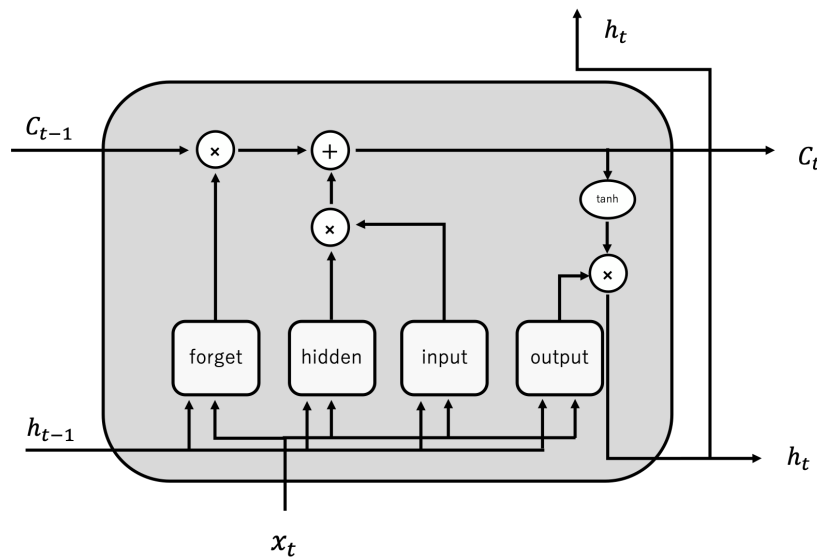 h_t
C_{t-1}
×
+
C_t
tanh
×
×
forget
hidden
input
output
h_{t-1}
h_t
x_t